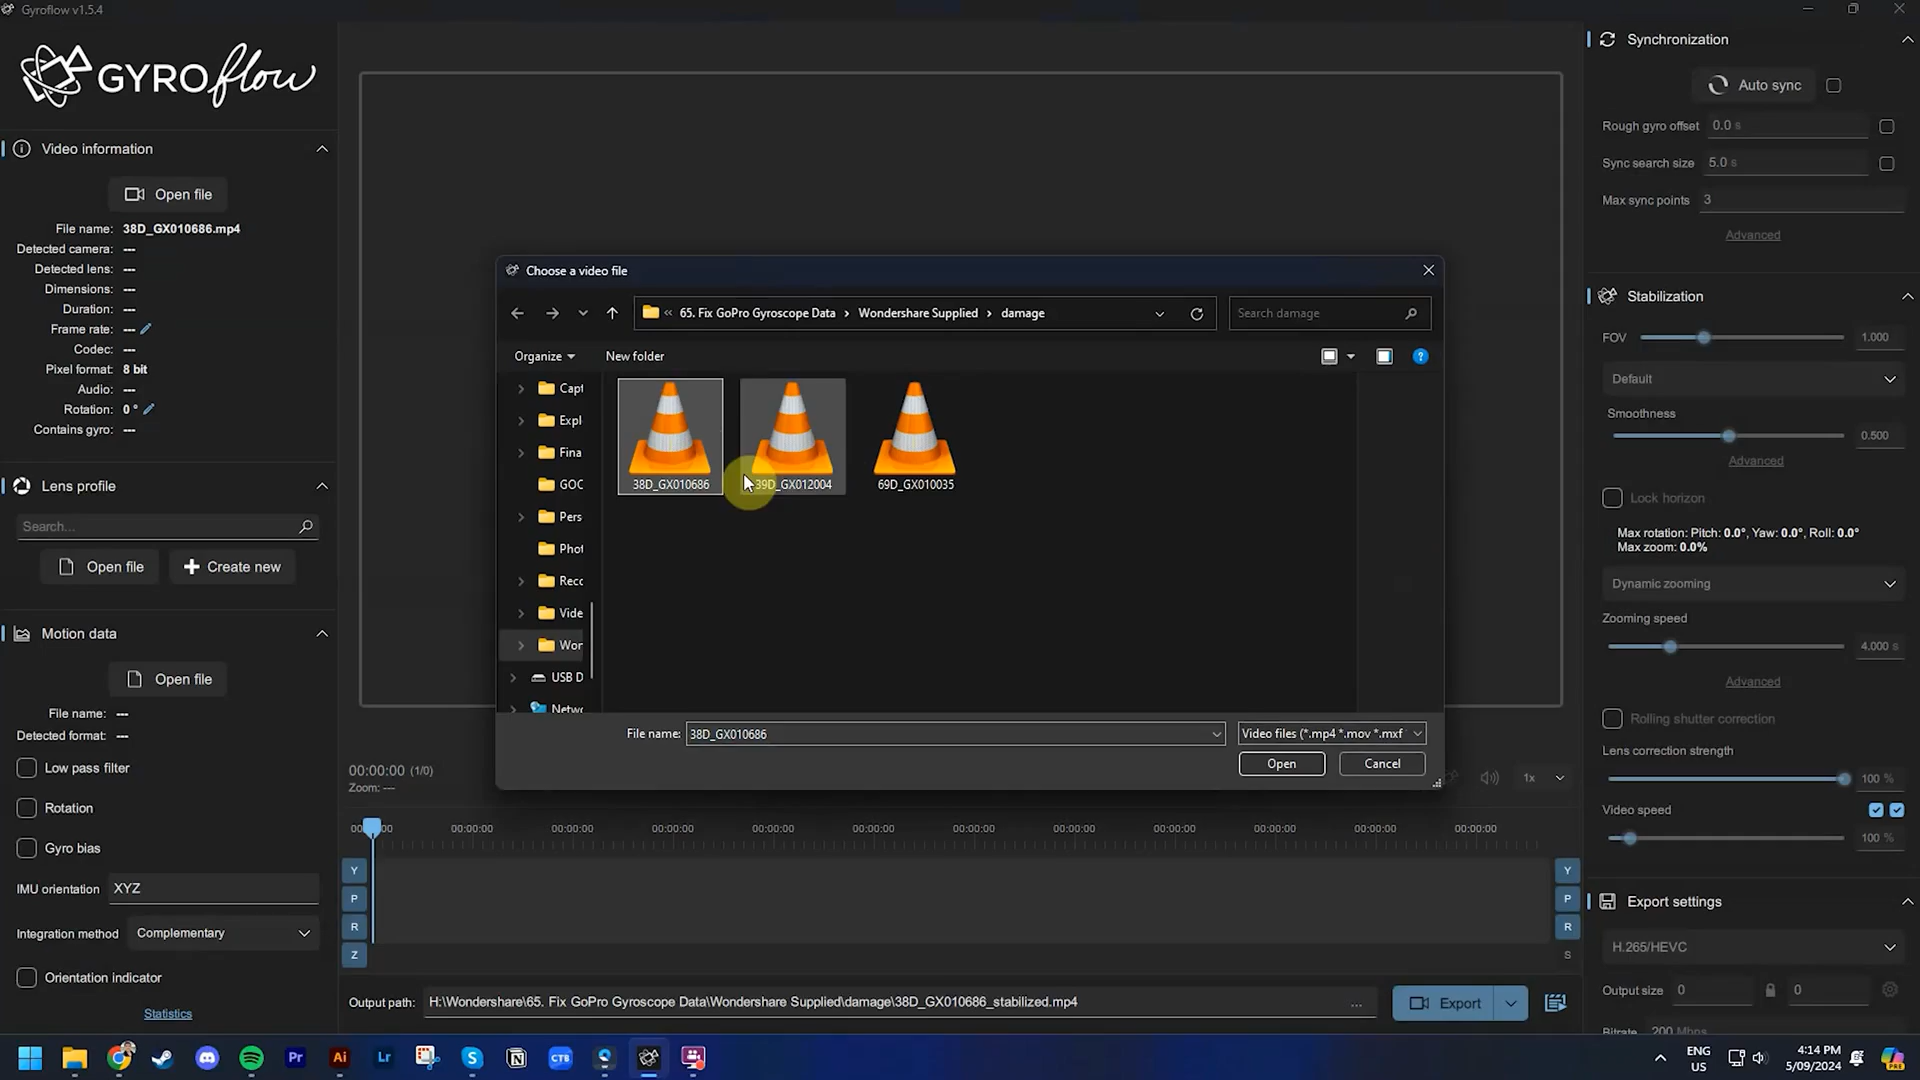 Gyroflow v1.5.4
GYROflow
Video information
Open file
File name: 38D_GX010686.mp4
Detected camera: ---
Detected lens: ---
Dimensions: ---
Duration: ---
Frame rate: ---
Codec: ---
Pixel format: 8 bit
Audio: ---
Rotation: 0 °
Contains gyro: ---
Lens profile
Search...
Open file
Create new
Motion data
Open file
File name: ---
Detected format: ---
Low pass filter
Rotation
Gyro bias
IMU orientation XYZ
Integration method Complementary
Orientation indicator
Statistics
Choose a video file
« 65. Fix GoPro Gyroscope Data › Wondershare Supplied › damage
Search damage
Organize
New folder
Capt
Expl
Fina
GOC
Pers
Phot
Reco
Vide
Won
USB D
Netwo
38D_GX010686
39D_GX012004
69D_GX010035
File name: 38D_GX010686
Video files (*.mp4 *.mov *.mxf
Open
Cancel
00:00:00 (1/0)
Zoom: ---
1x
00:00:00 00:00:00 00:00:00 00:00:00 00:00:00 00:00:00 00:00:00 00:00:00 00:00:00 00:00:00 00:00:00
Y
P
R
Z
Y
P
R
S
Output path: H:\Wondershare\65. Fix GoPro Gyroscope Data\Wondershare Supplied\damage\38D_GX010686_stabilized.mp4 ...
Export
Synchronization
Auto sync
Rough gyro offset 0.0 s
Sync search size 5.0 s
Max sync points 3
Advanced
Stabilization
FOV 1.000
Default
Smoothness
0.500
Advanced
Lock horizon
Max rotation: Pitch: 0.0°, Yaw: 0.0°, Roll: 0.0°
Max zoom: 0.0%
Dynamic zooming
Zooming speed
4.000 s
Advanced
Rolling shutter correction
Lens correction strength
100 %
Video speed
100 %
Export settings
H.265/HEVC
Output size 0 0
Bitrate 200 Mbps
Pr
Ai
Lr
CTB
ENG
US
4:14 PM
5/09/2024
PRE